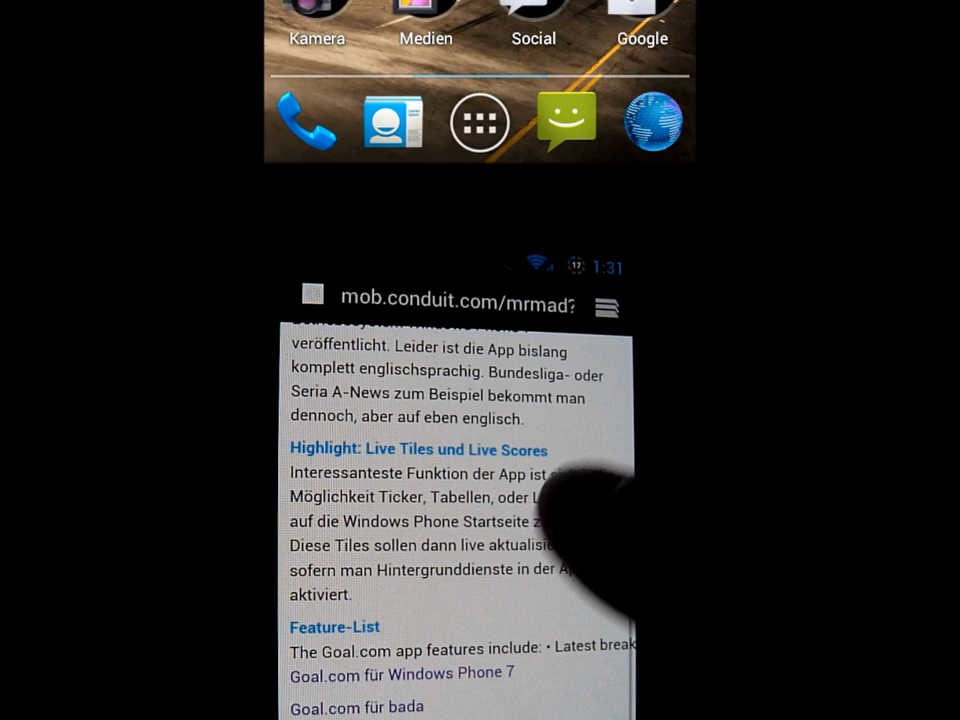 Kamera Medien Social Google
17 1:31
mob.conduit.com/mrmad?
veröffentlicht. Leider ist die App bislang
komplett englischsprachig. Bundesliga- oder
Seria A-News zum Beispiel bekommt man
dennoch, aber auf eben englisch.
Highlight: Live Tiles und Live Scores
Interessanteste Funktion der App ist
Möglichkeit Ticker, Tabellen, oder L
auf die Windows Phone Startseite z
Diese Tiles sollen dann live aktualisie
sofern man Hintergrunddienste in der A
aktiviert.
Feature-List
The Goal.com app features include: • Latest break
Goal.com für Windows Phone 7
Goal.com für bada